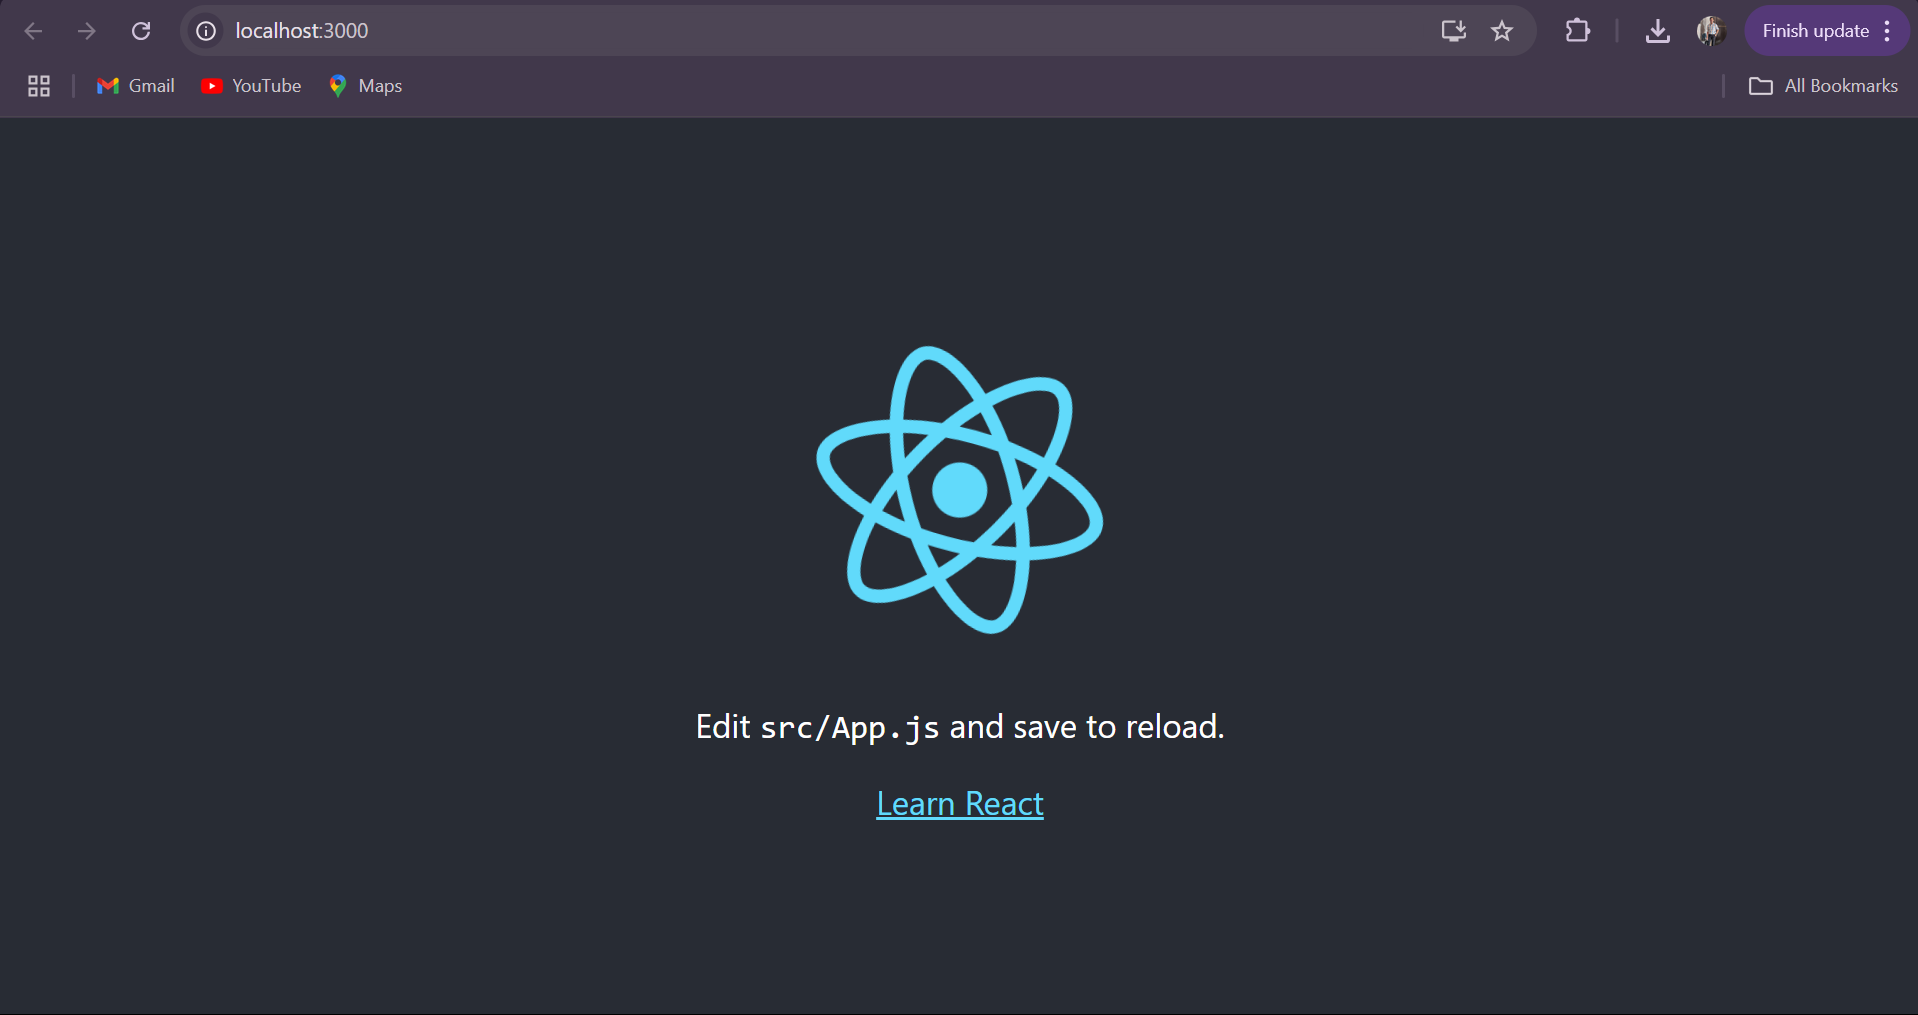 localhost:3000
Finish update
Gmail YouTube Maps All Bookmarks
Edit src/App.js and save to reload.
Learn React